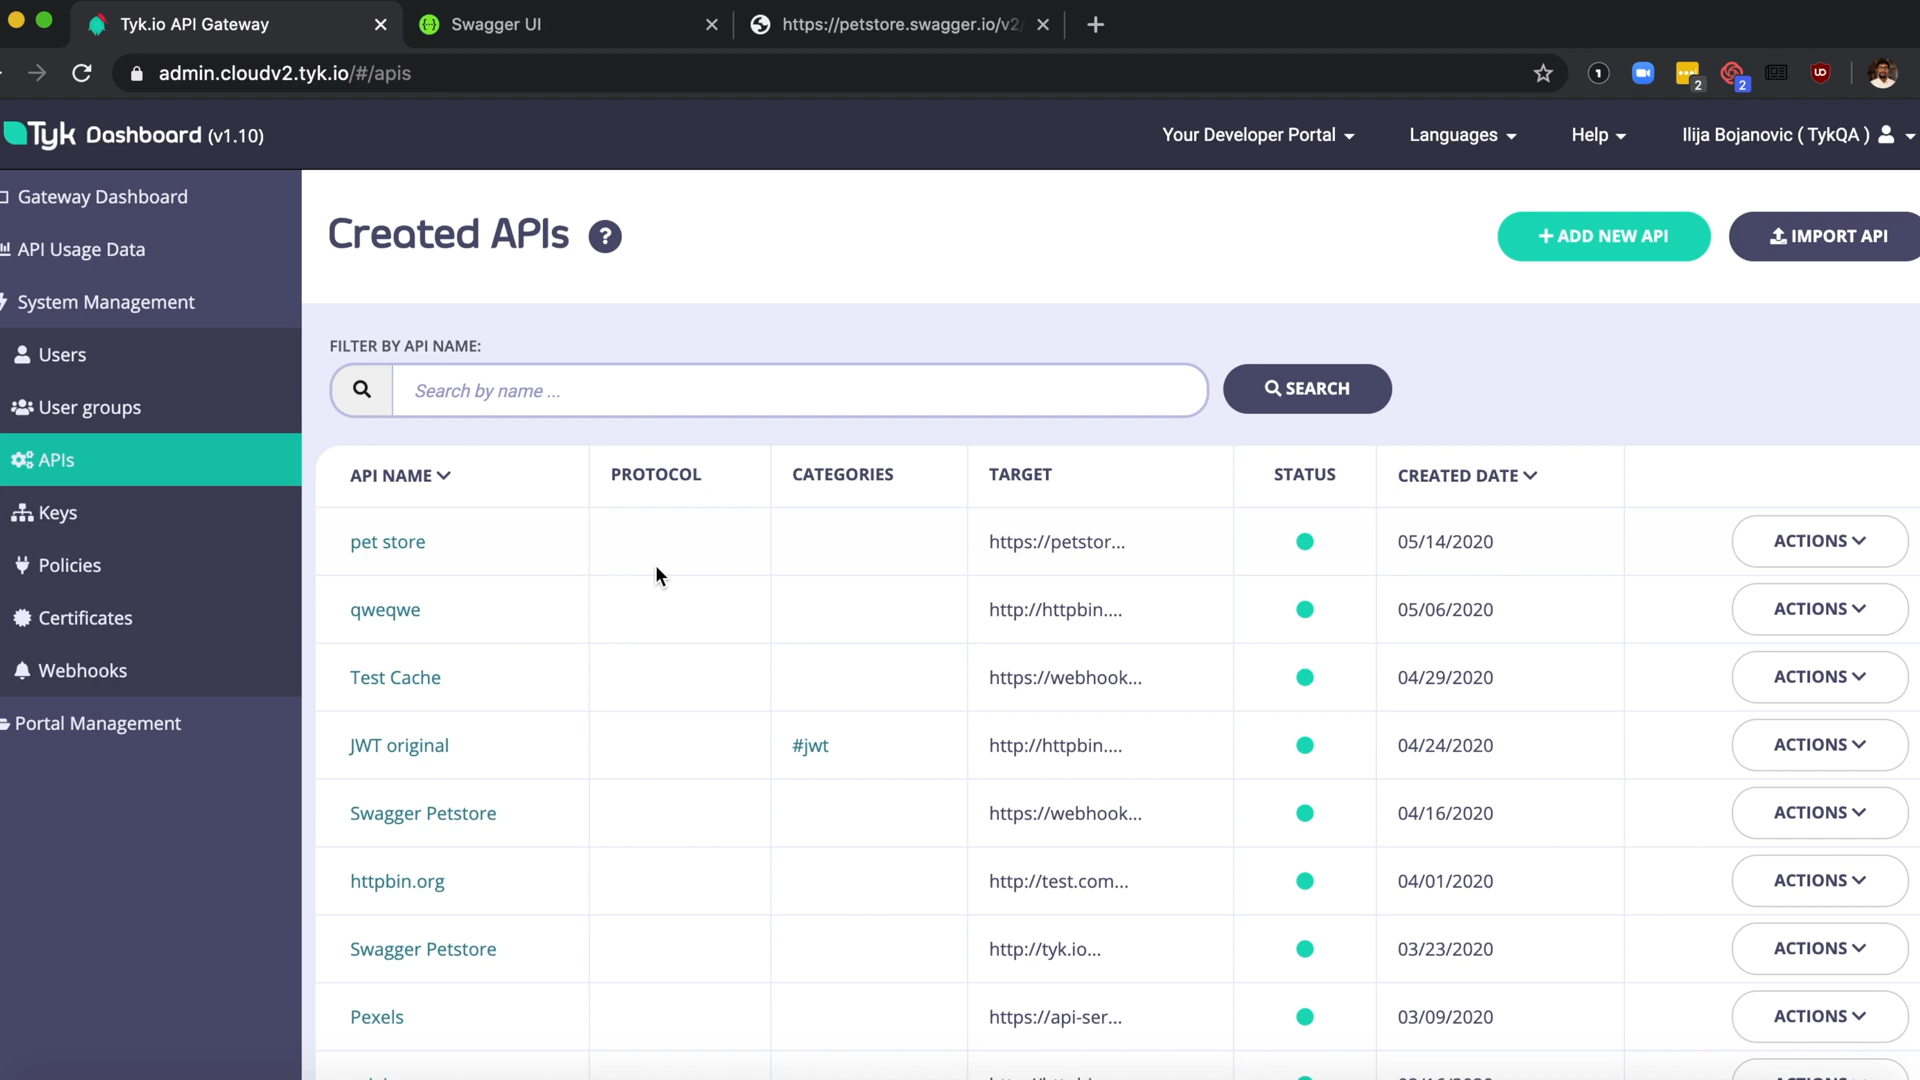 Tyk.io API Gateway
Swagger UI
https://petstore.swagger.io/v2/
admin.cloudv2.tyk.io/#/apis
2
2
Tyk Dashboard (v1.10)
Your Developer Portal
Languages
Help
Ilija Bojanovic ( TykQA )
Gateway Dashboard
API Usage Data
System Management
Users
User groups
APIs
Keys
Policies
Certificates
Webhooks
Portal Management
Created APIs ?
+ ADD NEW API
IMPORT API
FILTER BY API NAME:
Search by name ...
SEARCH
API NAME PROTOCOL CATEGORIES TARGET STATUS CREATED DATE
pet store https://petstor... 05/14/2020 ACTIONS
qweqwe http://httpbin.... 05/06/2020 ACTIONS
Test Cache https://webhook... 04/29/2020 ACTIONS
JWT original #jwt http://httpbin.... 04/24/2020 ACTIONS
Swagger Petstore https://webhook... 04/16/2020 ACTIONS
httpbin.org http://test.com... 04/01/2020 ACTIONS
Swagger Petstore http://tyk.io... 03/23/2020 ACTIONS
Pexels https://api-ser... 03/09/2020 ACTIONS